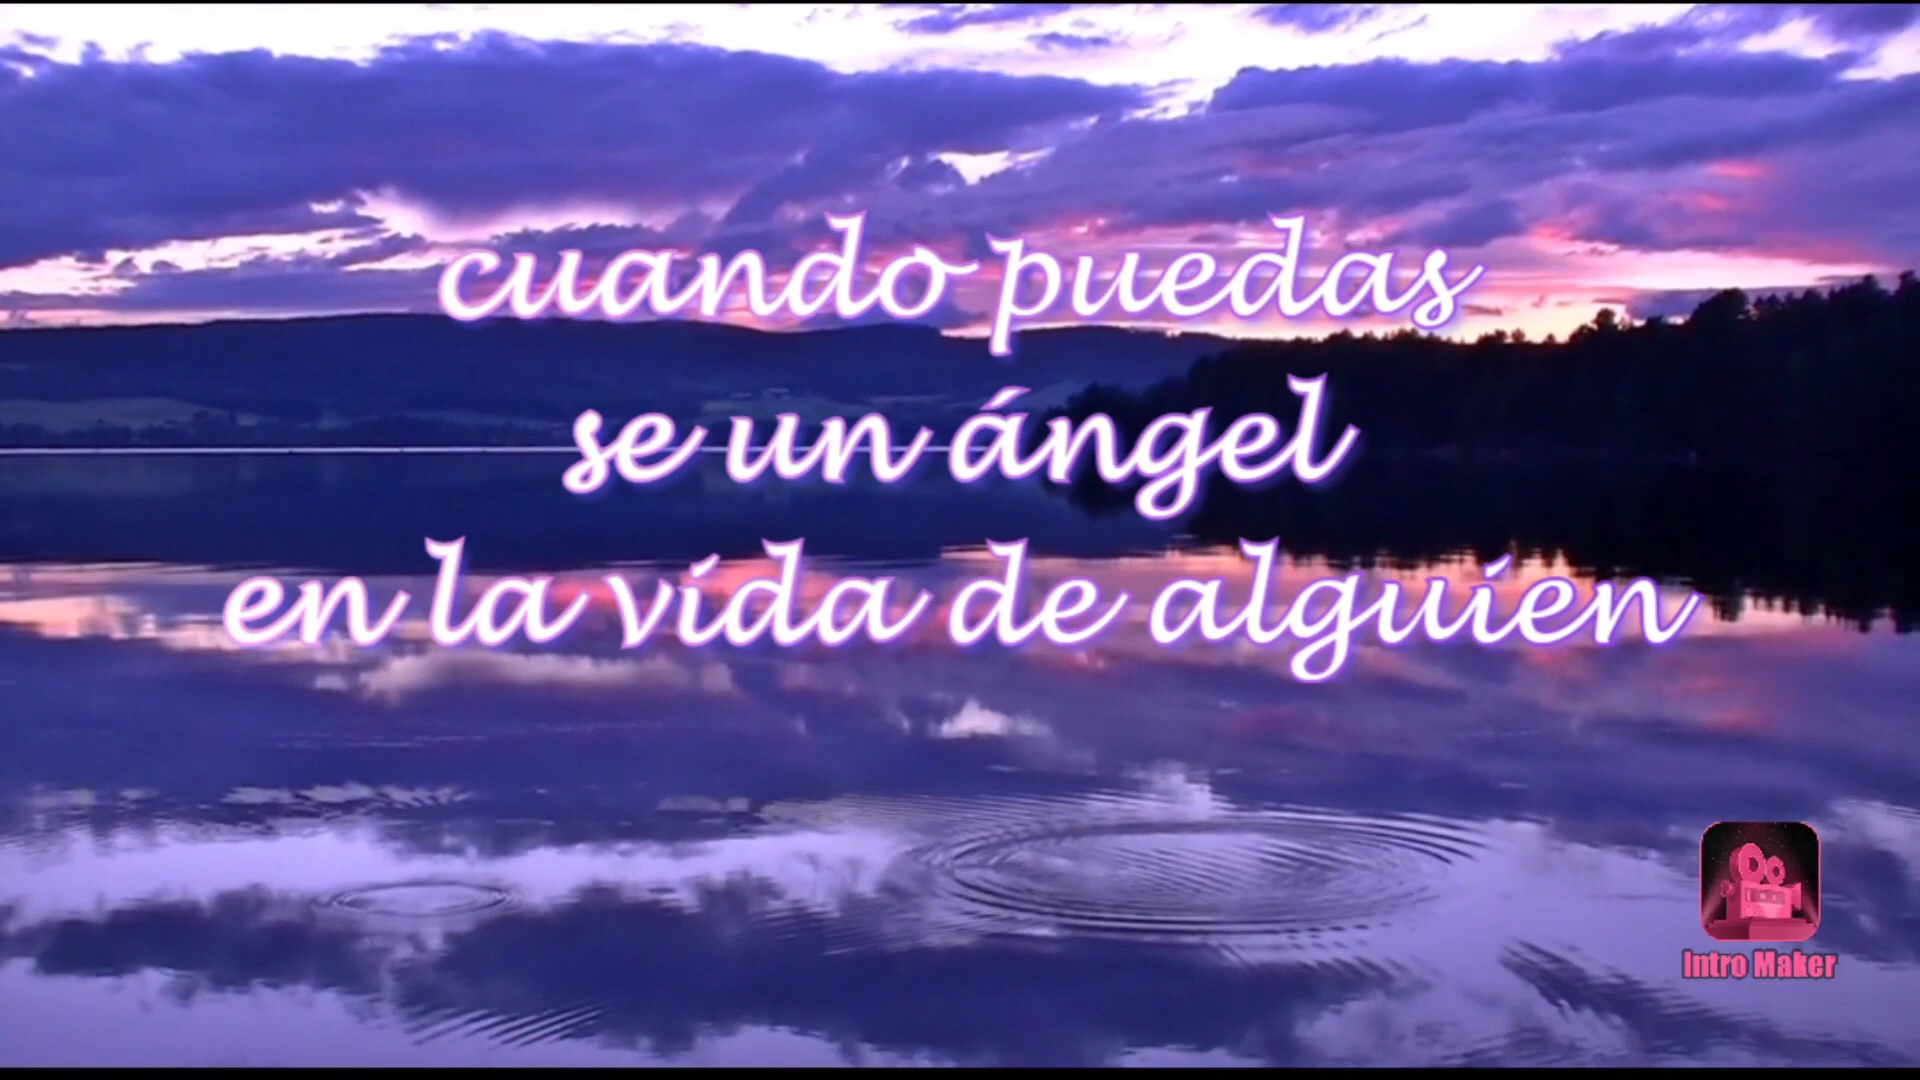 cuando puedas
se un ángel
en la vida de alguien
Intro Maker